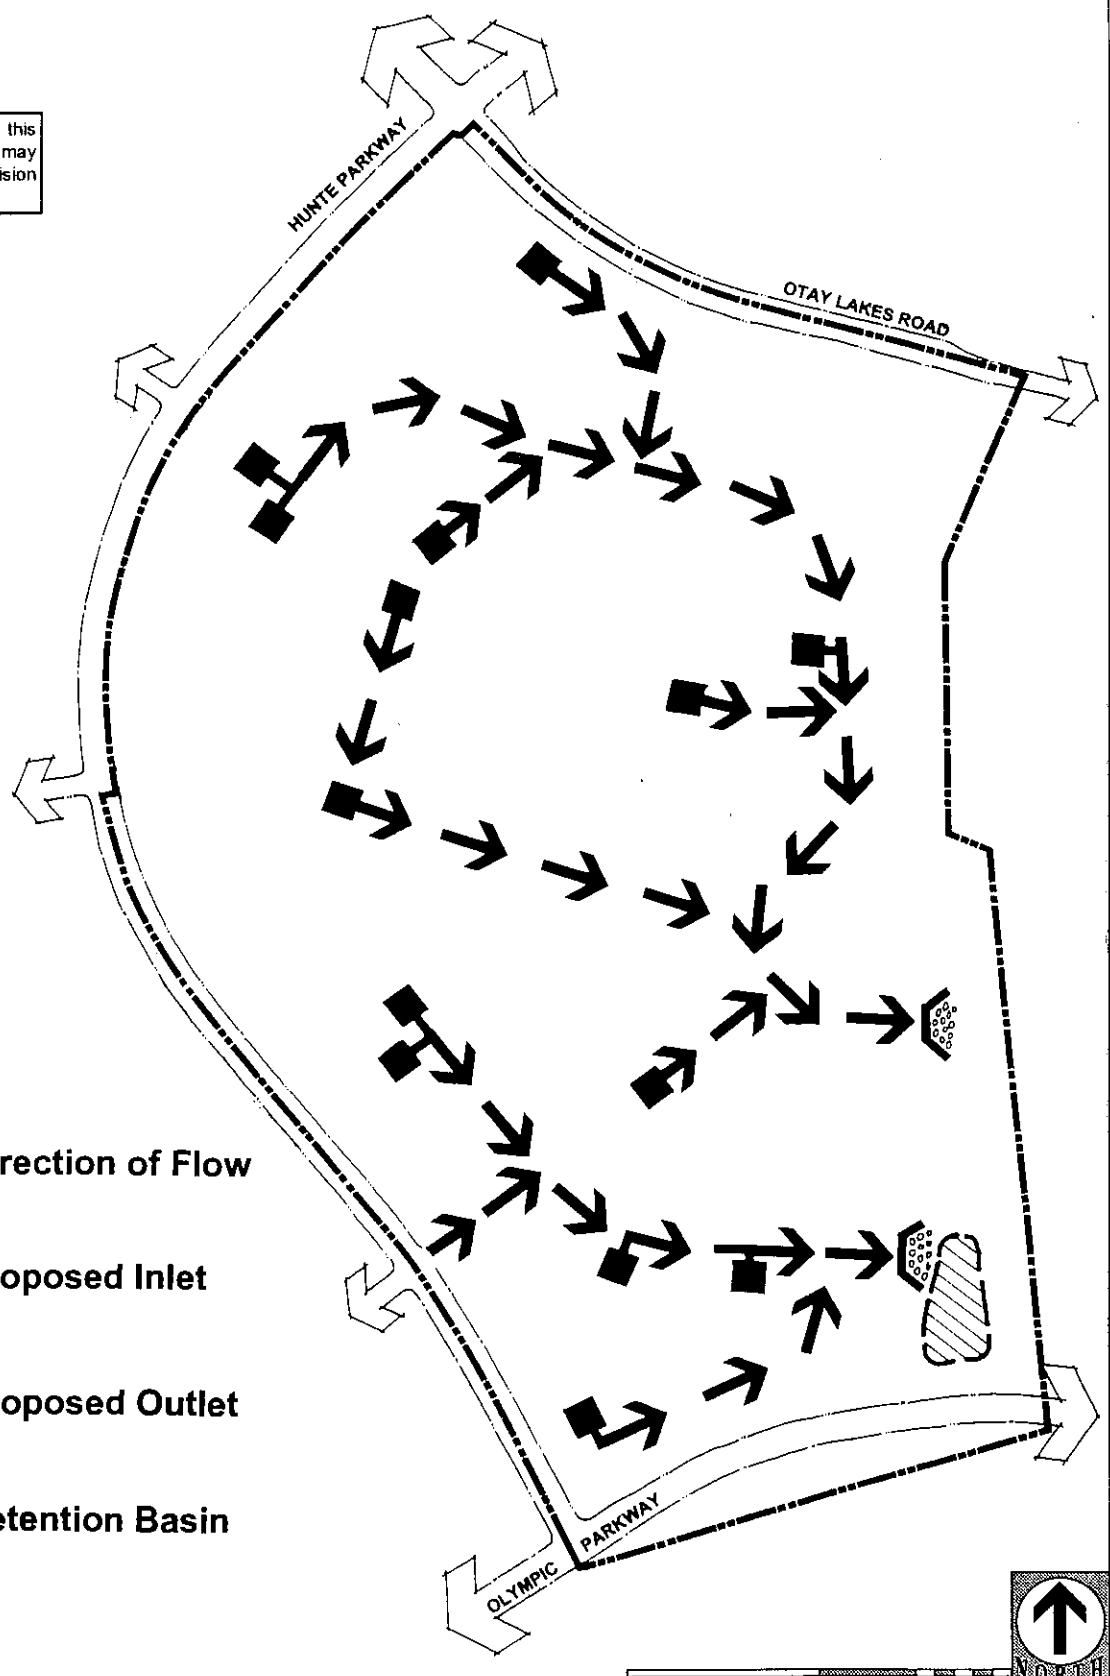 this
may
ision
HUNTE PARKWAY
OTAY LAKES ROAD
rection of Flow
oposed Inlet
oposed Outlet
etention Basin
OLYMPIC PARKWAY
NORTH